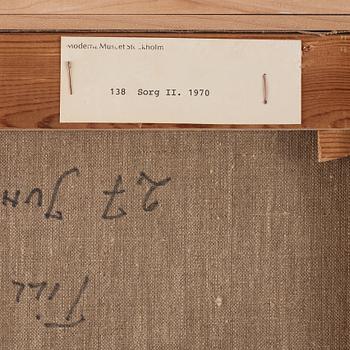 Moderna Museet Stockholm
138 Sorg II. 1970
TILL
27 JUN